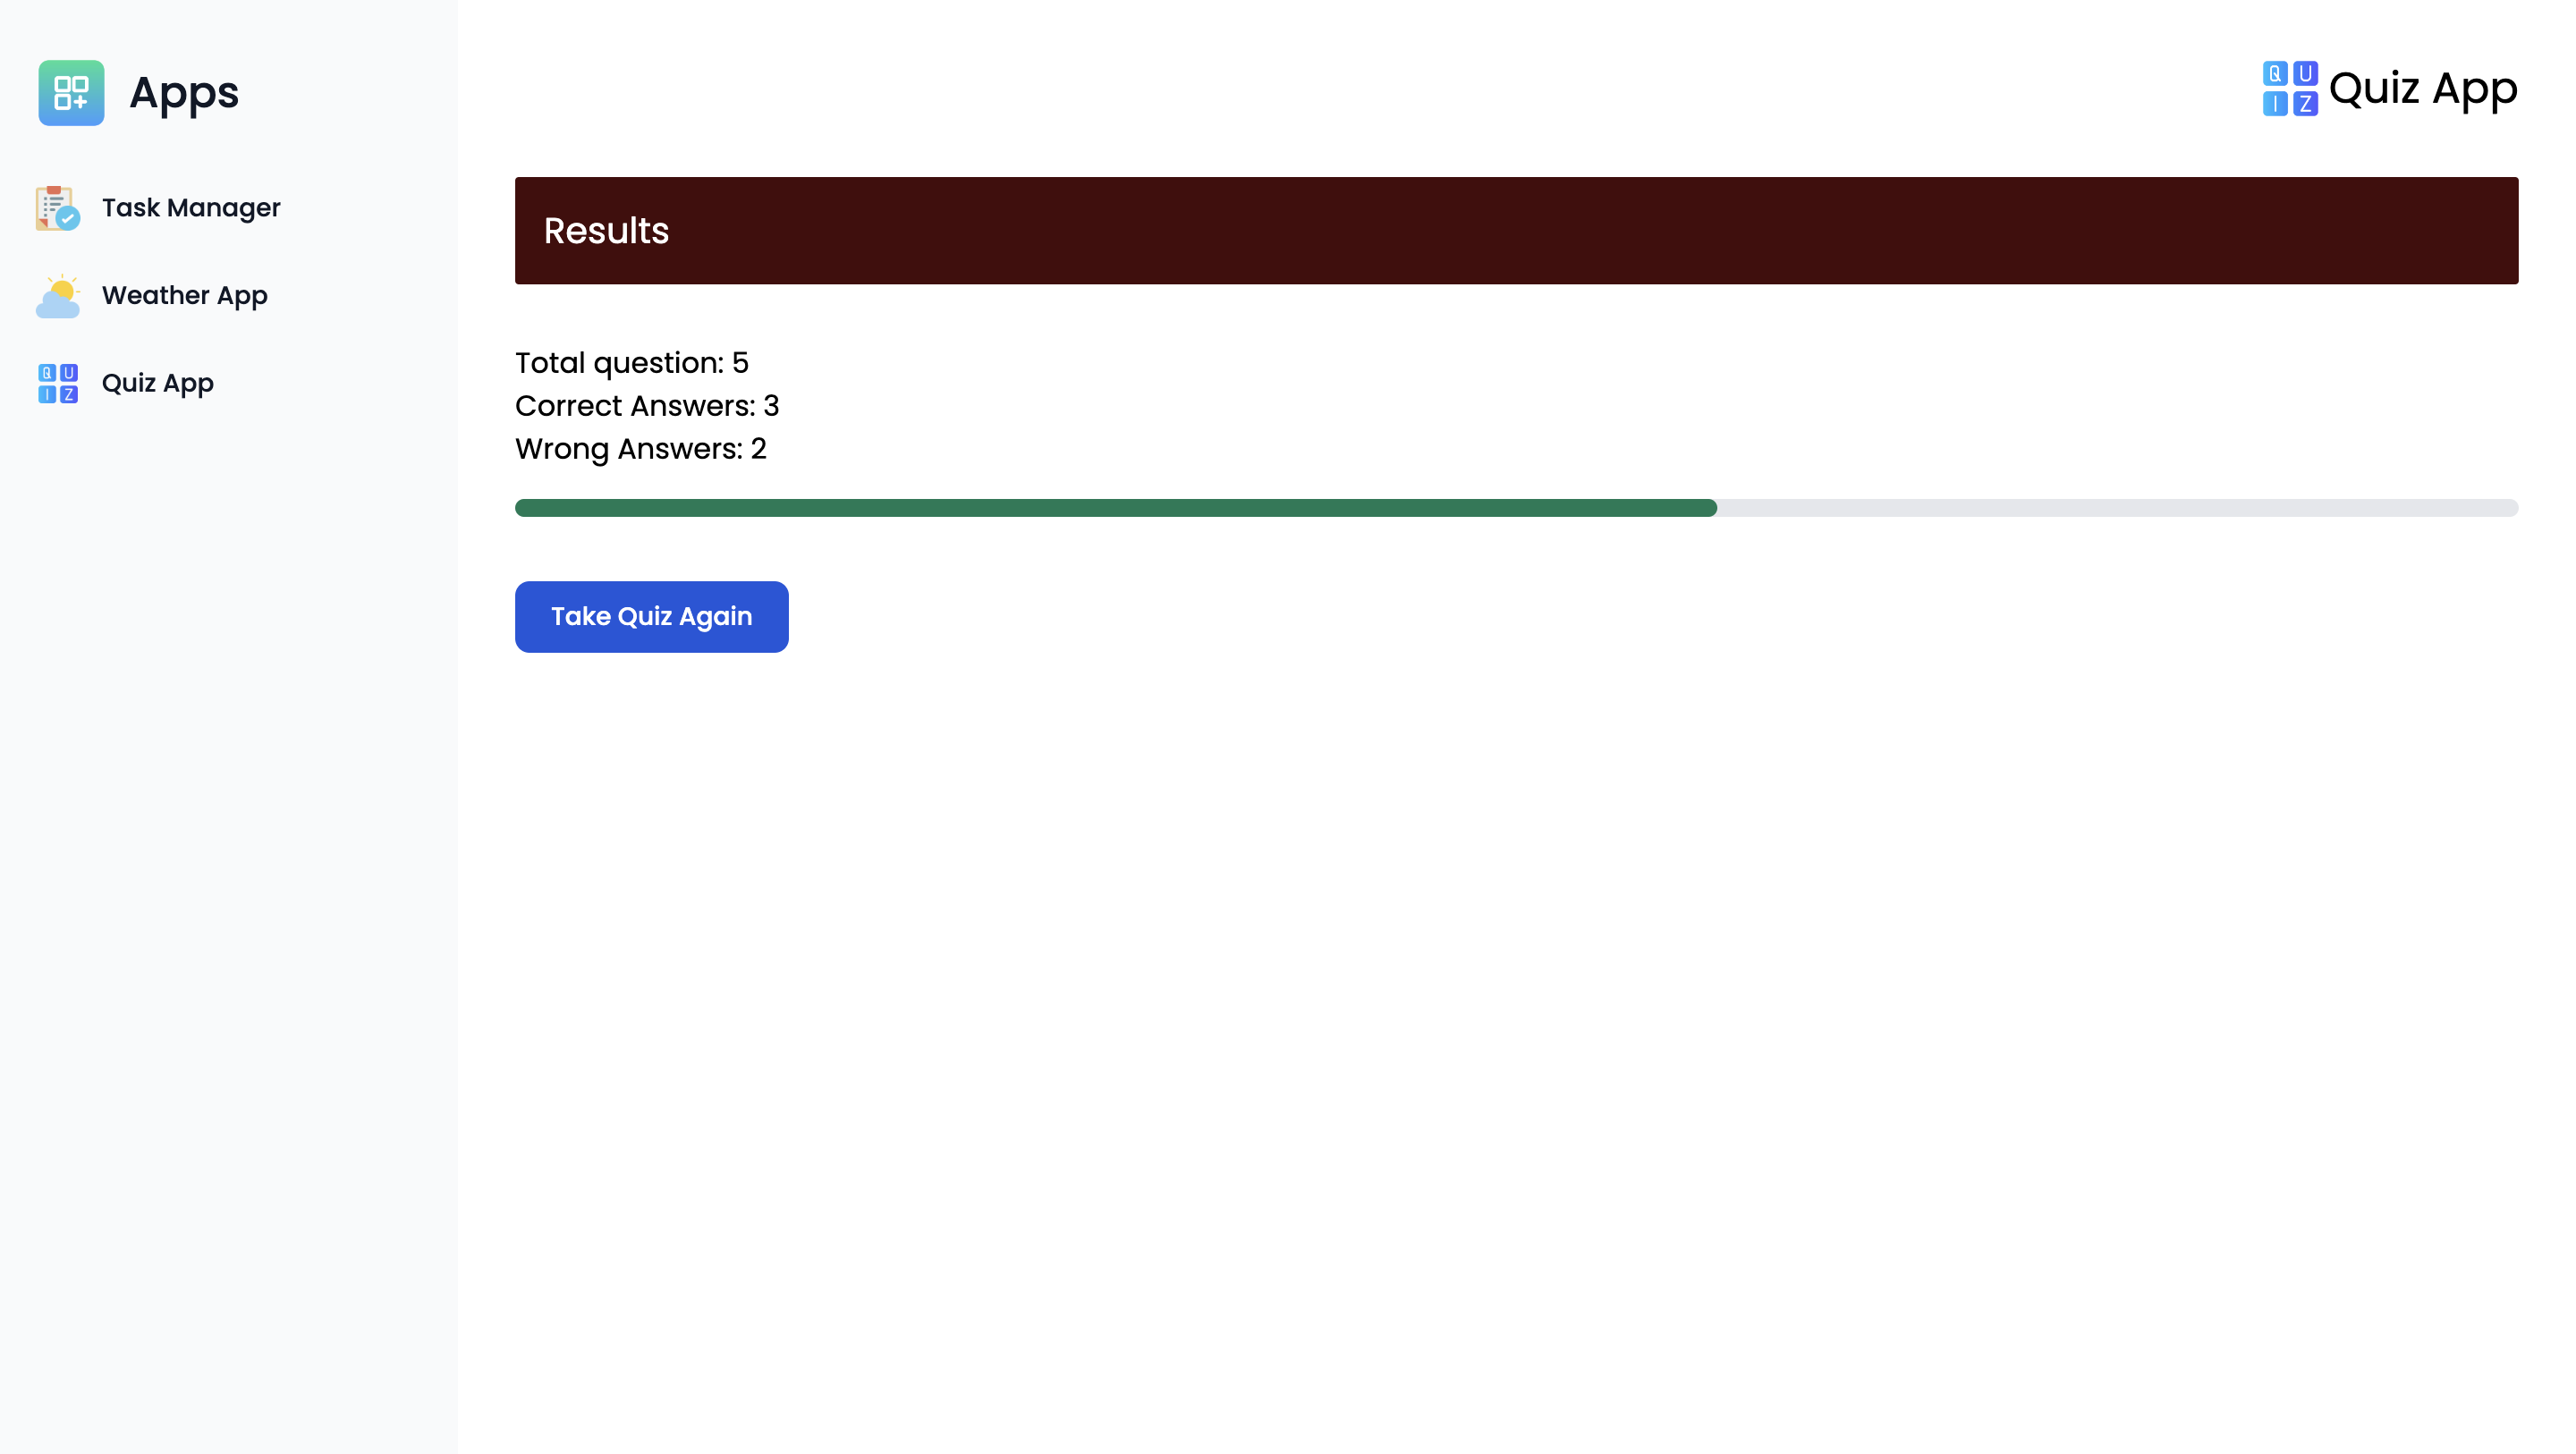 Apps
Task Manager
Weather App
Q U
I Z
Quiz App
Q U
I Z
Quiz App
Results
Total question: 5
Correct Answers: 3
Wrong Answers: 2
Take Quiz Again